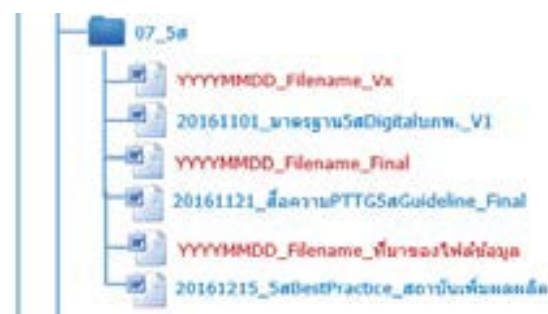 07_5ส
YYYYMMDD_Filename_Vx
20161101_มาตรฐาน5สDigitalบภพ._V1
YYYYMMDD_Filename_Final
20161121_สื่อความPTTG5สGuideline_Final
YYYYMMDD_Filename_ที่มาของไฟล์ข้อมูล
20161215_5สBestPractice_สถาบันเพิ่มผลผลิต